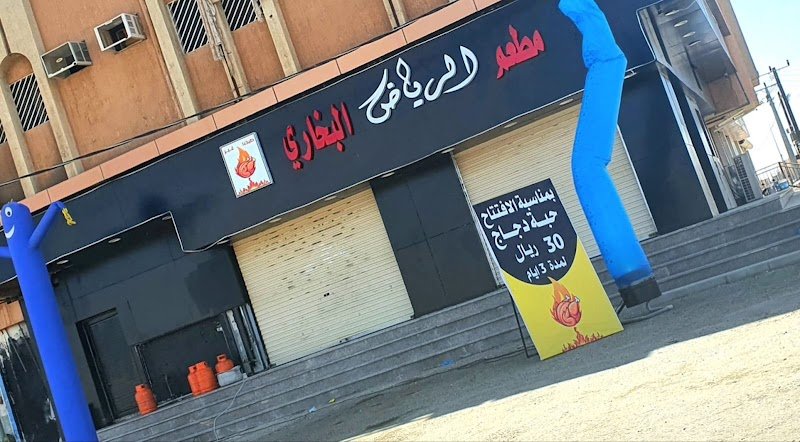 مطعم الرياض البخاري
بمناسبة الافتتاح
حبة دجاج
30 ريال
لمدة 3 ايام